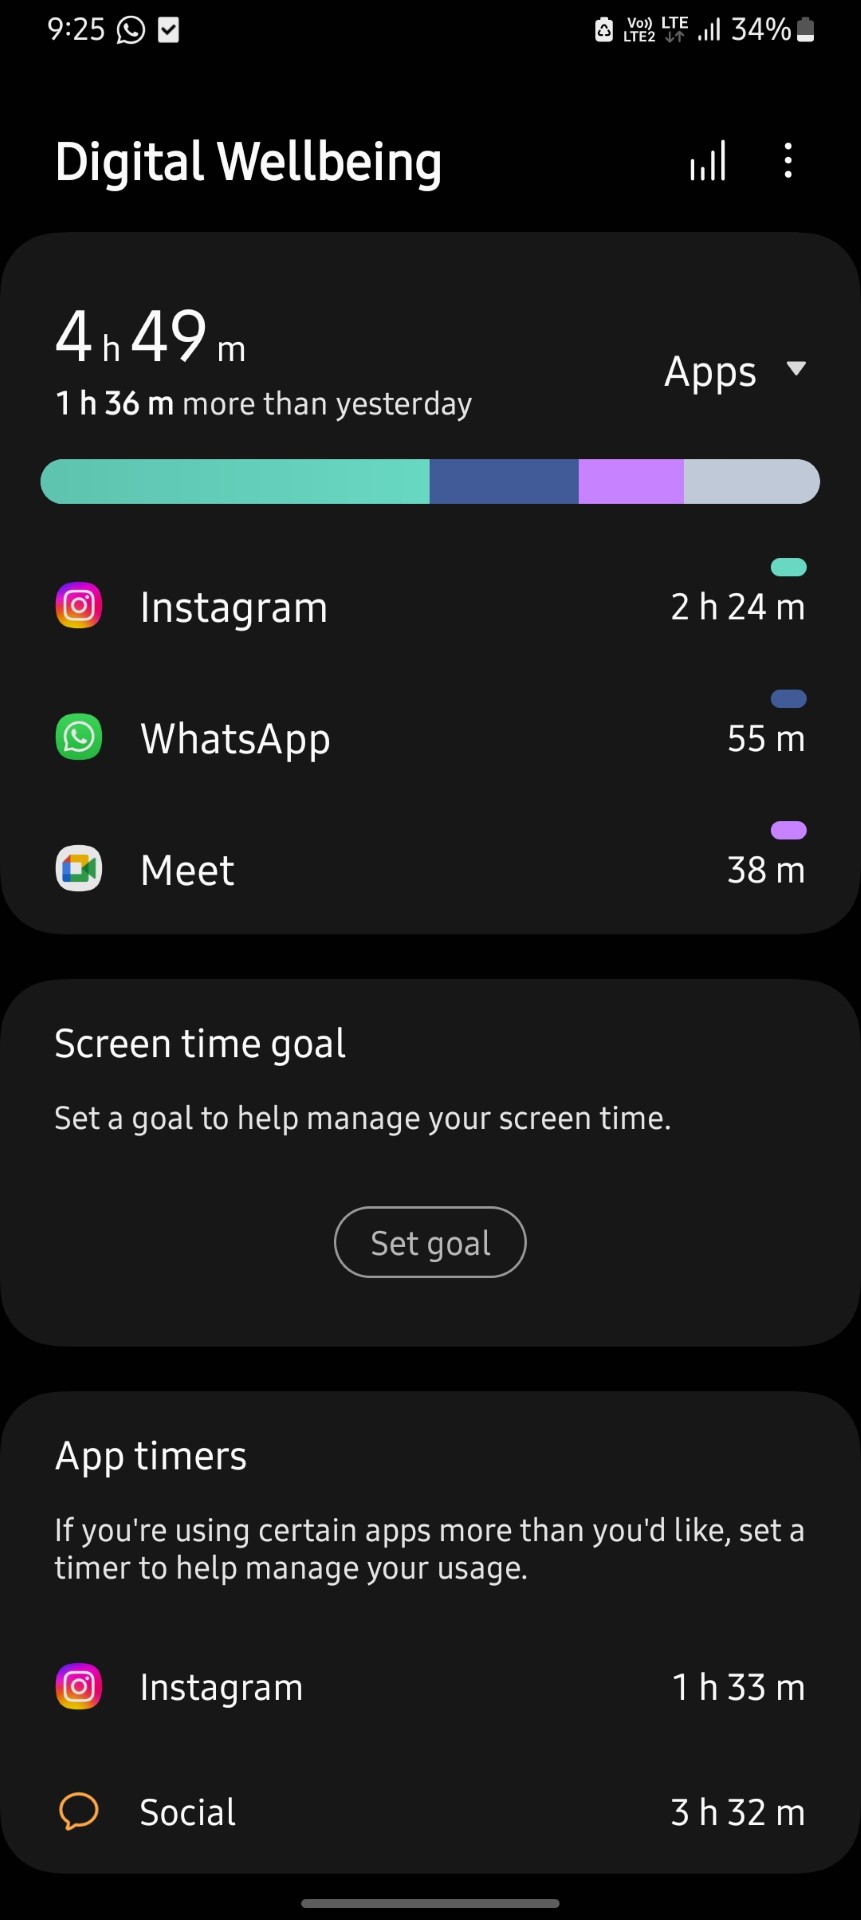 9:25 Vo)) LTE 34%
LTE2
Digital Wellbeing
4 h 49 m
Apps
1 h 36 m more than yesterday
Instagram 2 h 24 m
WhatsApp 55 m
Meet 38 m
Screen time goal
Set a goal to help manage your screen time.
Set goal
App timers
If you're using certain apps more than you'd like, set a
timer to help manage your usage.
Instagram 1 h 33 m
Social 3 h 32 m